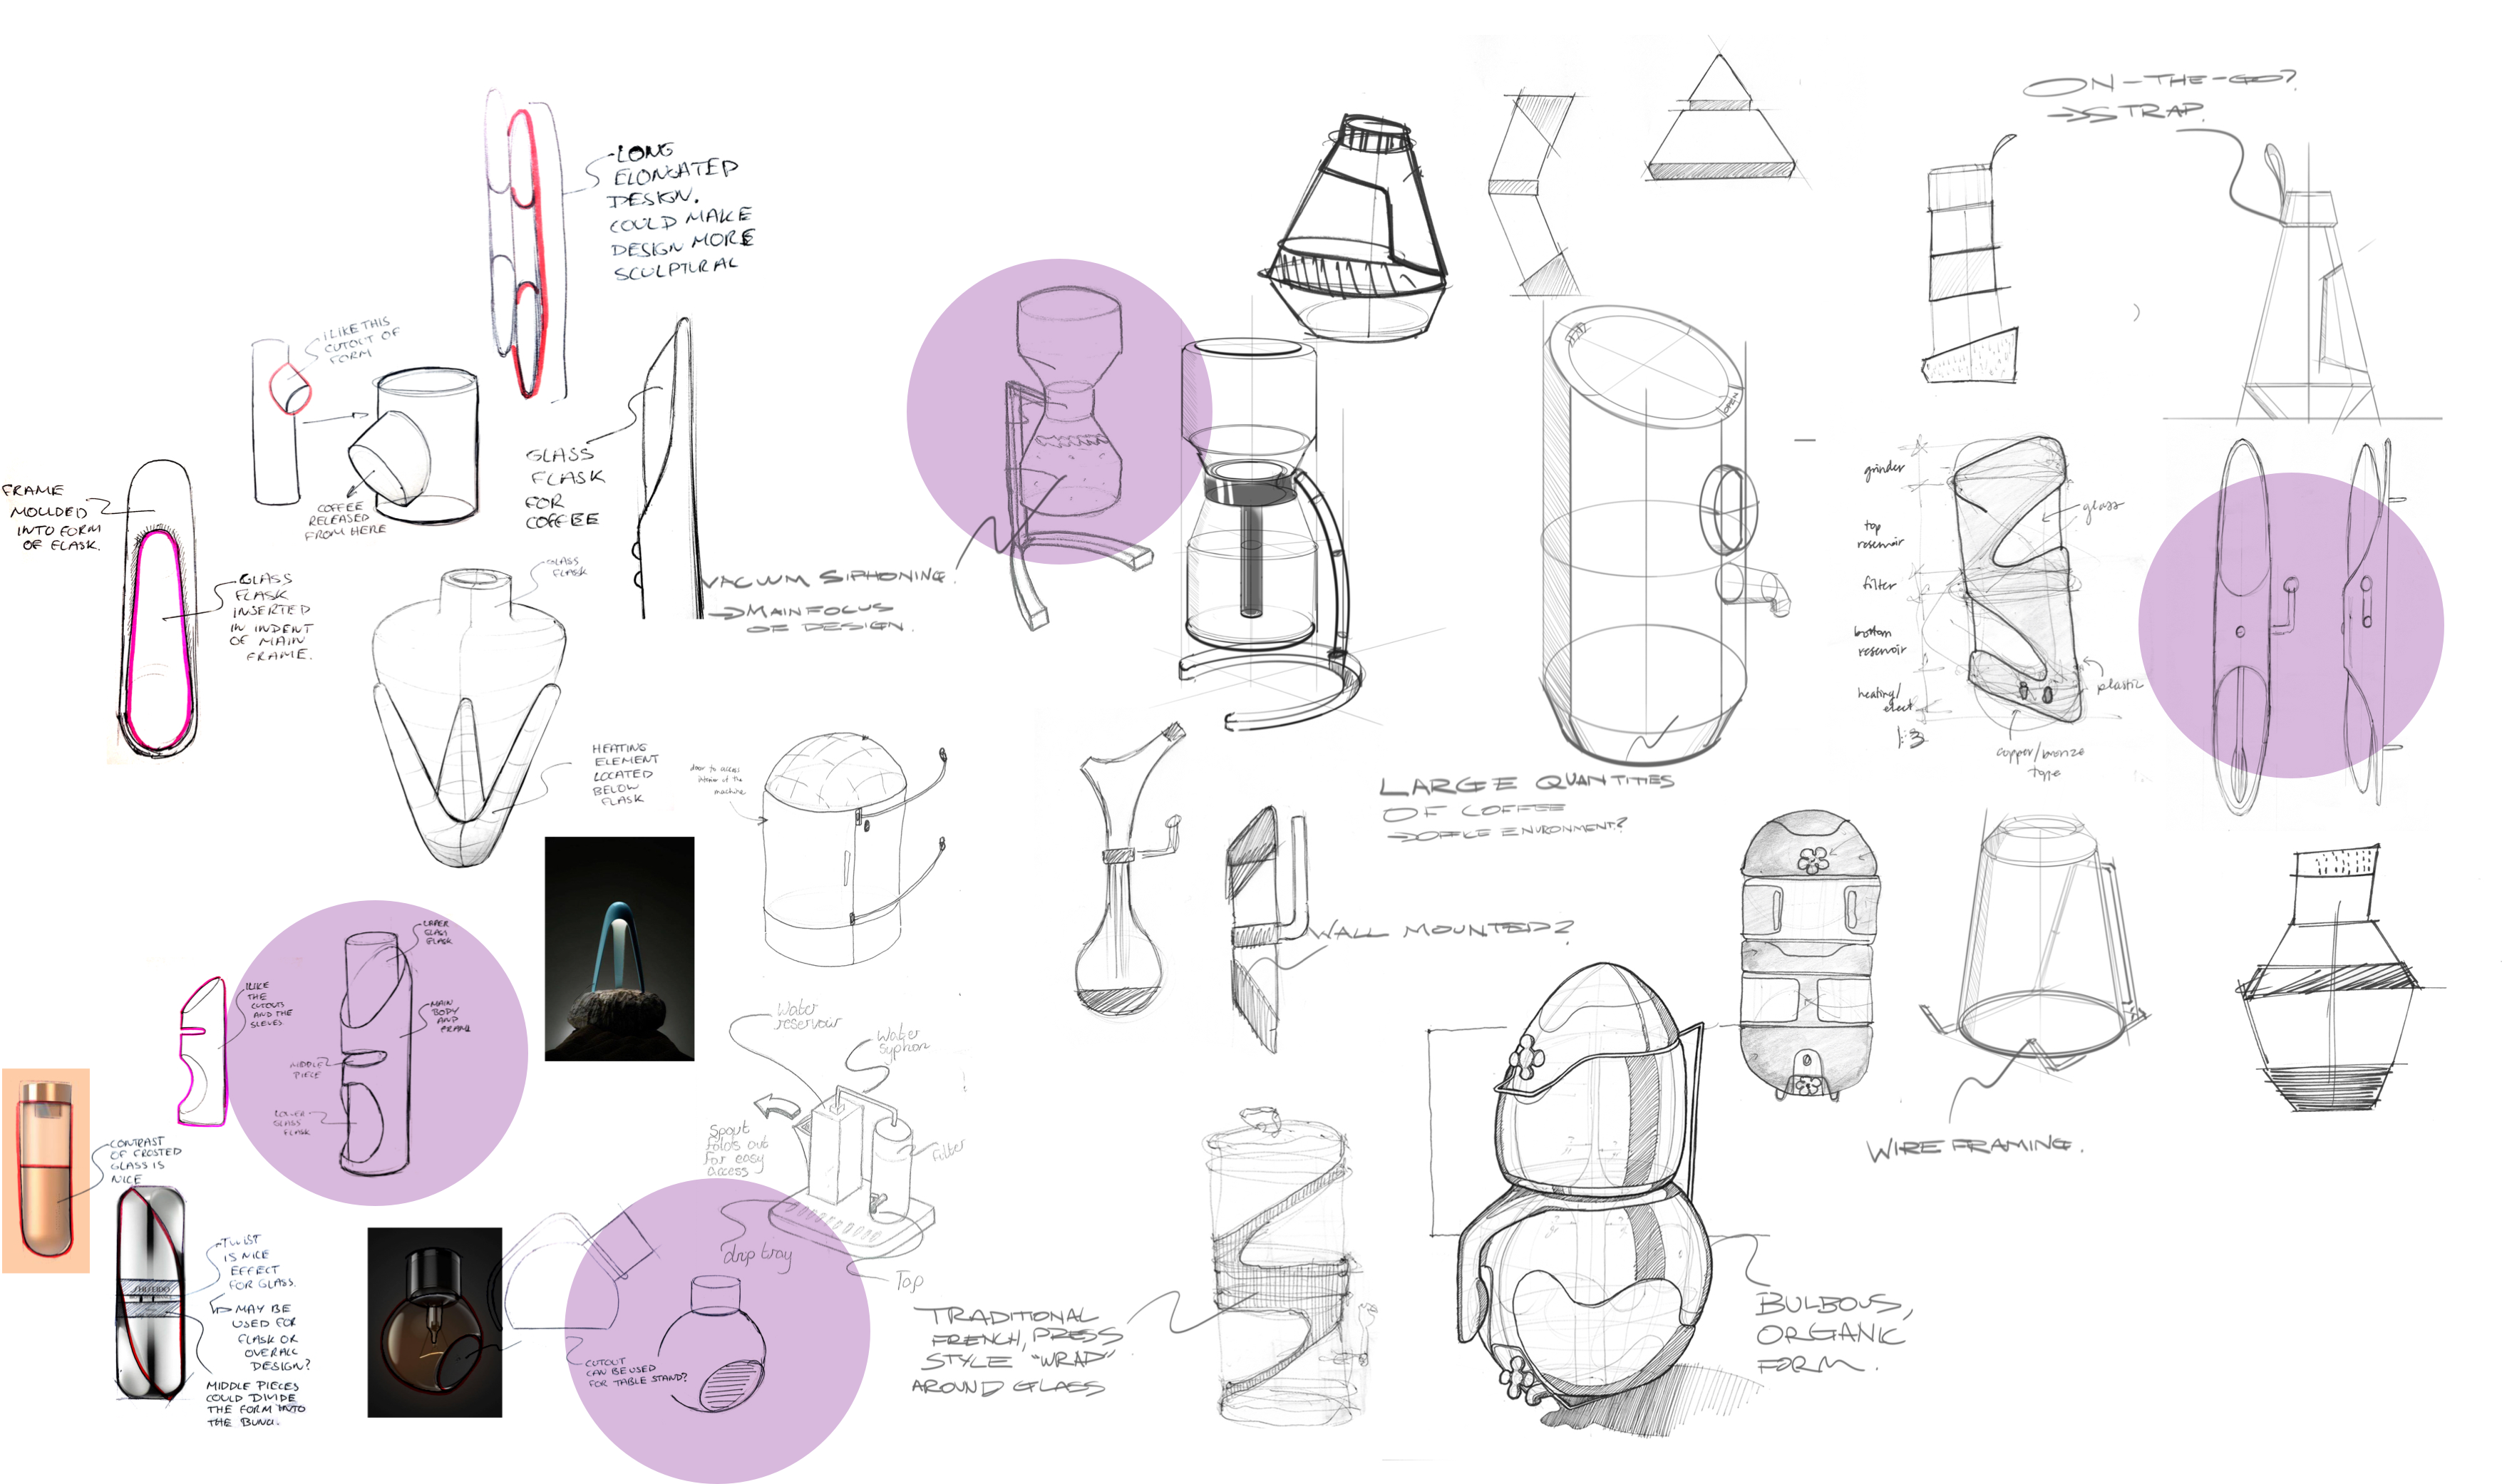 -LONG
ELONGATED
DESIGN.
COULD MAKE
DESIGN MORE
SCULPTURAL
I LIKE THIS
CUTOUT OF
FORM
COFFEE
RELEASED
FROM HERE
GLASS
FLASK
FOR
COFFEE
FRAME
MOULDED
INTO FORM
OF FLASK.
GLASS
FLASK
INSERTED
IN INDENT
OF MAIN
FRAME.
GLASS
FLASK
HEATING
ELEMENT
LOCATED
BELOW
FLASK
VACUUM SIPHONING.
→MAIN FOCUS
OF DESIGN.
door to access
interior of the
machine
ON-THE-GO?
→STRAP.
OPEN
LARGE QUANTITIES
OF COFFEE
→OFFICE ENVIRONMENT?
grinder
top
reservoir
filter
bottom
reservoir
heating/
elect
1:3
glass
plastic
copper/bronze
type
WALL MOUNTED?
WIRE FRAMING.
BULBOUS,
ORGANIC
FORM.
TRADITIONAL
FRENCH PRESS
STYLE "WRAP"
AROUND GLASS
Water
reservoir
Water
Syphon
Spout
folds out
for easy
access
filter
drip tray
Tap
UPPER
GLASS
FLASK
MAIN
BODY
AND
FRAME
MIDDLE
PIECE
LOWER
GLASS
FLASK
I LIKE
THE
CUTOUTS
AND THE
SLEVES
CONTRAST
OF FROSTED
GLASS IS
NICE
TWIST
IS NICE
EFFECT
FOR GLASS.
MAY BE
USED FOR
FLASK OR
OVERALL
DESIGN?
MIDDLE PIECES
COULD DIVIDE
THE FORM INTO
SHISEIDO
CUTOUT
CAN BE USED
FOR TABLE STAND?